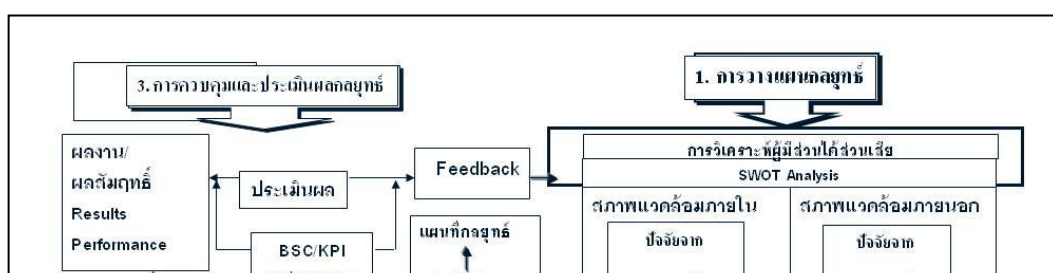 3. การควบคุมและประเมินผลกลยุทธ์
1. การวางแผนกลยุทธ์
ผลงาน/
ผลสัมฤทธิ์
Results
Performance
ประเมินผล
BSC/KPI
Feedback
แผนที่กลยุทธ์
การวิเคราะห์ผู้มีส่วนได้ส่วนเสีย
SWOT Analysis
สภาพแวดล้อมภายใน
ปัจจัยจาก
สภาพแวดล้อมภายนอก
ปัจจัยจาก